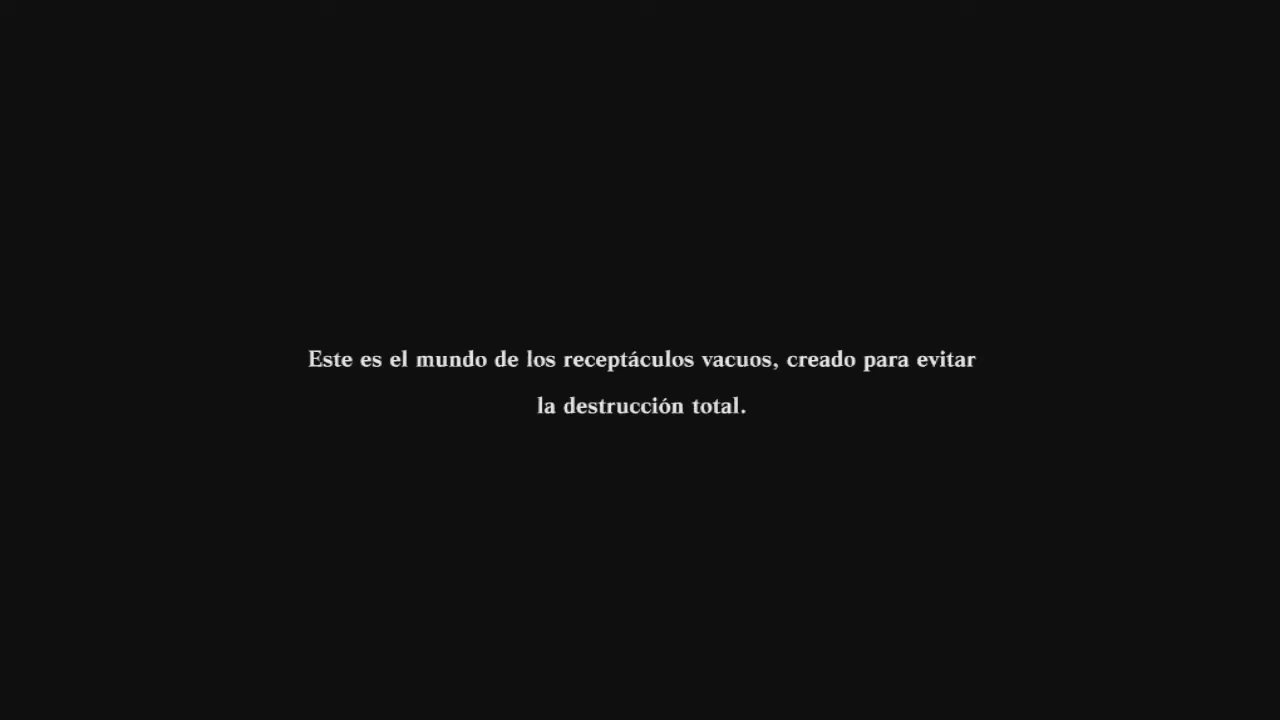 Este es el mundo de los receptáculos vacuos, creado para evitar
la destrucción total.